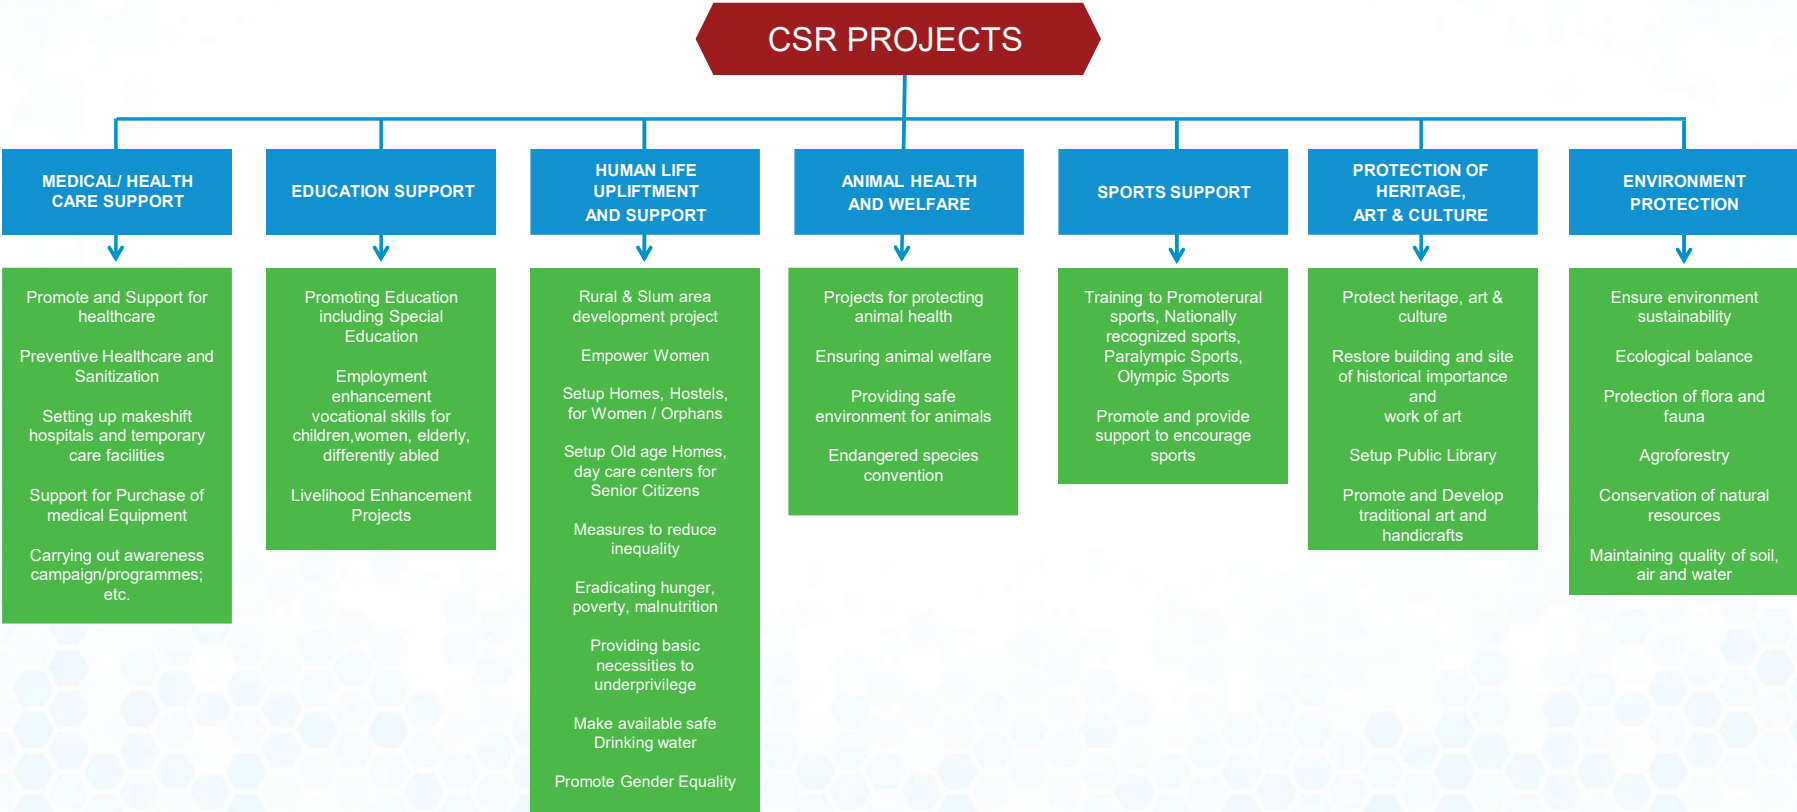 CSR PROJECTS
MEDICAL/ HEALTH
CARE SUPPORT
Promote and Support for
healthcare
Preventive Healthcare and
Sanitization
Setting up makeshift
hospitals and temporary
care facilities
Support for Purchase of
medical Equipment
Carrying out awareness
campaign/programmes;
etc.
EDUCATION SUPPORT
Promoting Education
including Special
Education
Employment
enhancement
vocational skills for
children,women, elderly,
differently abled
Livelihood Enhancement
Projects
HUMAN LIFE
UPLIFTMENT
AND SUPPORT
Rural & Slum area
development project
Empower Women
Setup Homes, Hostels,
for Women / Orphans
Setup Old age Homes,
day care centers for
Senior Citizens
Measures to reduce
inequality
Eradicating hunger,
poverty, malnutrition
Providing basic
necessities to
underprivilege
Make available safe
Drinking water
Promote Gender Equality
ANIMAL HEALTH
AND WELFARE
Projects for protecting
animal health
Ensuring animal welfare
Providing safe
environment for animals
Endangered species
convention
SPORTS SUPPORT
Training to Promoterural
sports, Nationally
recognized sports,
Paralympic Sports,
Olympic Sports
Promote and provide
support to encourage
sports
PROTECTION OF
HERITAGE,
ART & CULTURE
Protect heritage, art &
culture
Restore building and site
of historical importance
and
work of art
Setup Public Library
Promote and Develop
traditional art and
handicrafts
ENVIRONMENT
PROTECTION
Ensure environment
sustainability
Ecological balance
Protection of flora and
fauna
Agroforestry
Conservation of natural
resources
Maintaining quality of soil,
air and water